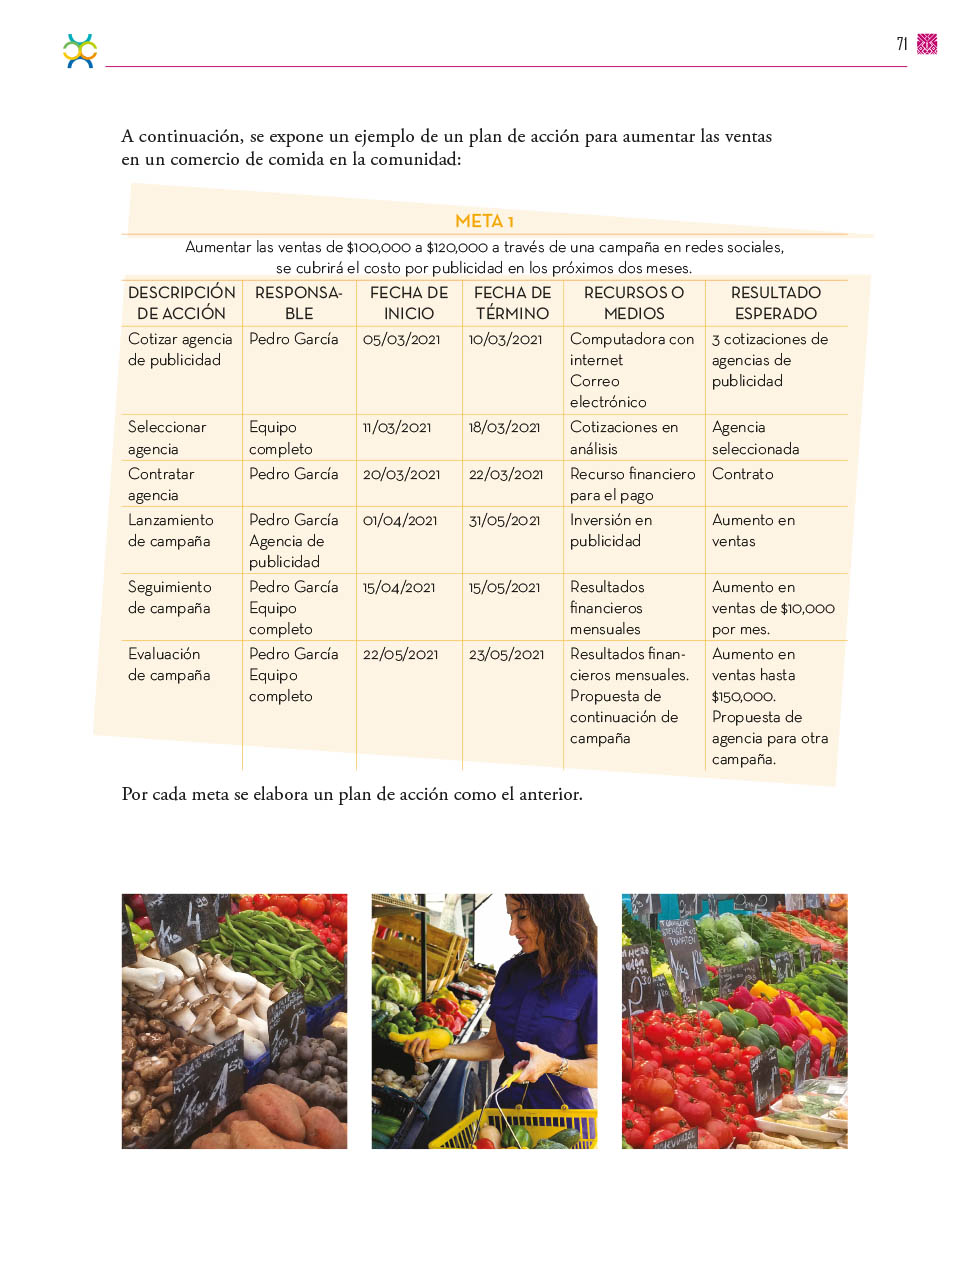 71
A continuación, se expone un ejemplo de un plan de acción para aumentar las ventas
en un comercio de comida en la comunidad:
META 1
Aumentar las ventas de $100,000 a $120,000 a través de una campaña en redes sociales,
se cubrirá el costo por publicidad en los próximos dos meses.
DESCRIPCIÓN
DE ACCIÓN
RESPONSA-
BLE
FECHA DE
INICIO
FECHA DE
TÉRMINO
RECURSOS O
MEDIOS
RESULTADO
ESPERADO
Cotizar agencia
de publicidad
Pedro García
05/03/2021
10/03/2021
Computadora con
internet
Correo
electrónico
3 cotizaciones de
agencias de
publicidad
Seleccionar
agencia
Equipo
completo
11/03/2021
18/03/2021
Cotizaciones en
análisis
Agencia
seleccionada
Contratar
agencia
Pedro García
20/03/2021
22/03/2021
Recurso financiero
para el pago
Contrato
Lanzamiento
de campaña
Pedro García
Agencia de
publicidad
01/04/2021
31/05/2021
Inversión en
publicidad
Aumento en
ventas
Seguimiento
de campaña
Pedro García
Equipo
completo
15/04/2021
15/05/2021
Resultados
financieros
mensuales
Aumento en
ventas de $10,000
por mes.
Evaluación
de campaña
Pedro García
Equipo
completo
22/05/2021
23/05/2021
Resultados finan-
cieros mensuales.
Propuesta de
continuación de
campaña
Aumento en
ventas hasta
$150,000.
Propuesta de
agencia para otra
campaña.
Por cada meta se elabora un plan de acción como el anterior.
4 99
1 50
TOMATEN